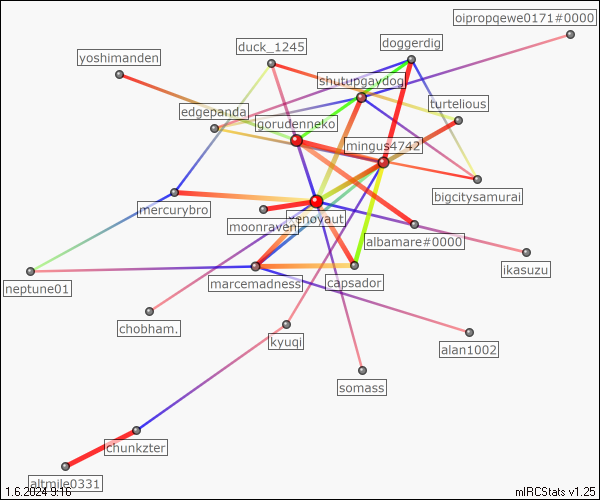 oipropqewe0171#0000
doggerdig
duck_1245
yoshimanden
shutupgaydog
turtelious
edgepanda
gorudenneko
mingus4742
bigcitysamurai
mercurybro
xenoyaut
moonraven
albamare#0000
ikasuzu
neptune01
marcemadness
capsador
chobham.
kyuqi
alan1002
somass
chunkzter
altmile0331
1.6.2024 9:16
mIRCStats v1.25